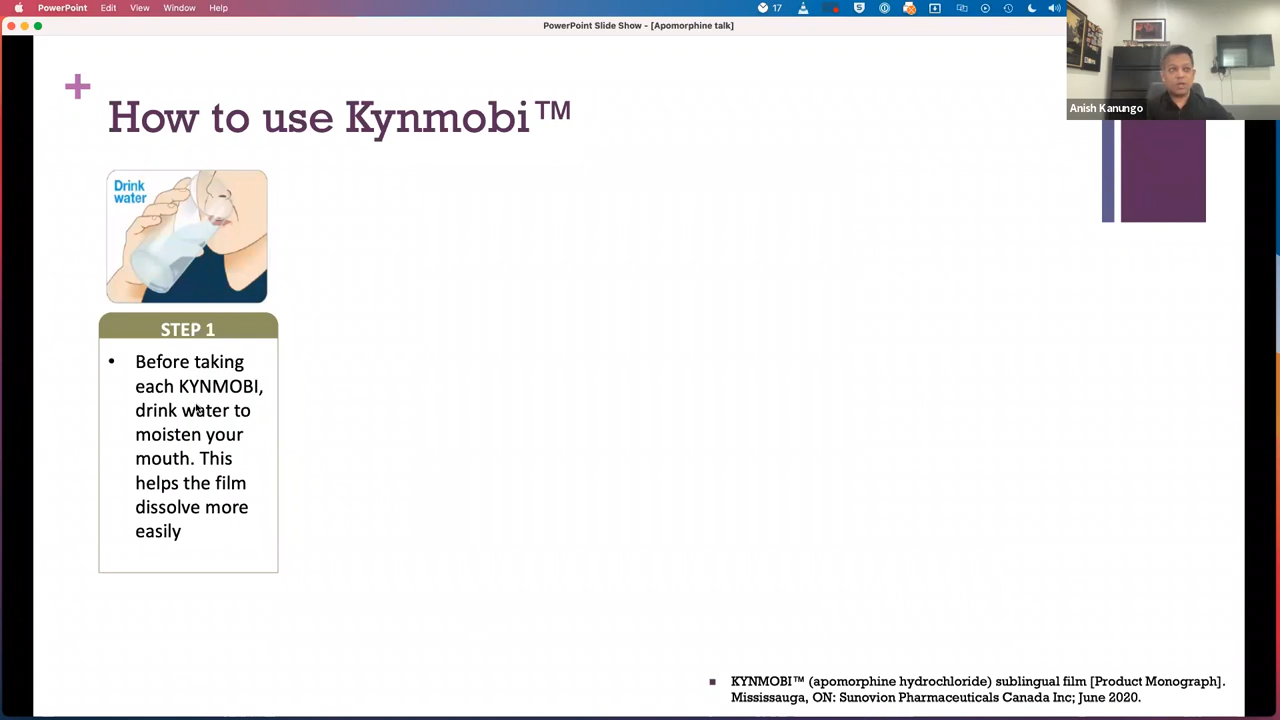 PowerPoint Edit View Window Help
17
PowerPoint Slide Show - [Apomorphine talk]
Anish Kanungo
+
How to use Kynmobi™
Drink
water
STEP 1
• Before taking
each KYNMOBI,
drink water to
moisten your
mouth. This
helps the film
dissolve more
easily
KYNMOBI™ (apomorphine hydrochloride) sublingual film [Product Monograph].
Mississauga, ON: Sunovion Pharmaceuticals Canada Inc; June 2020.